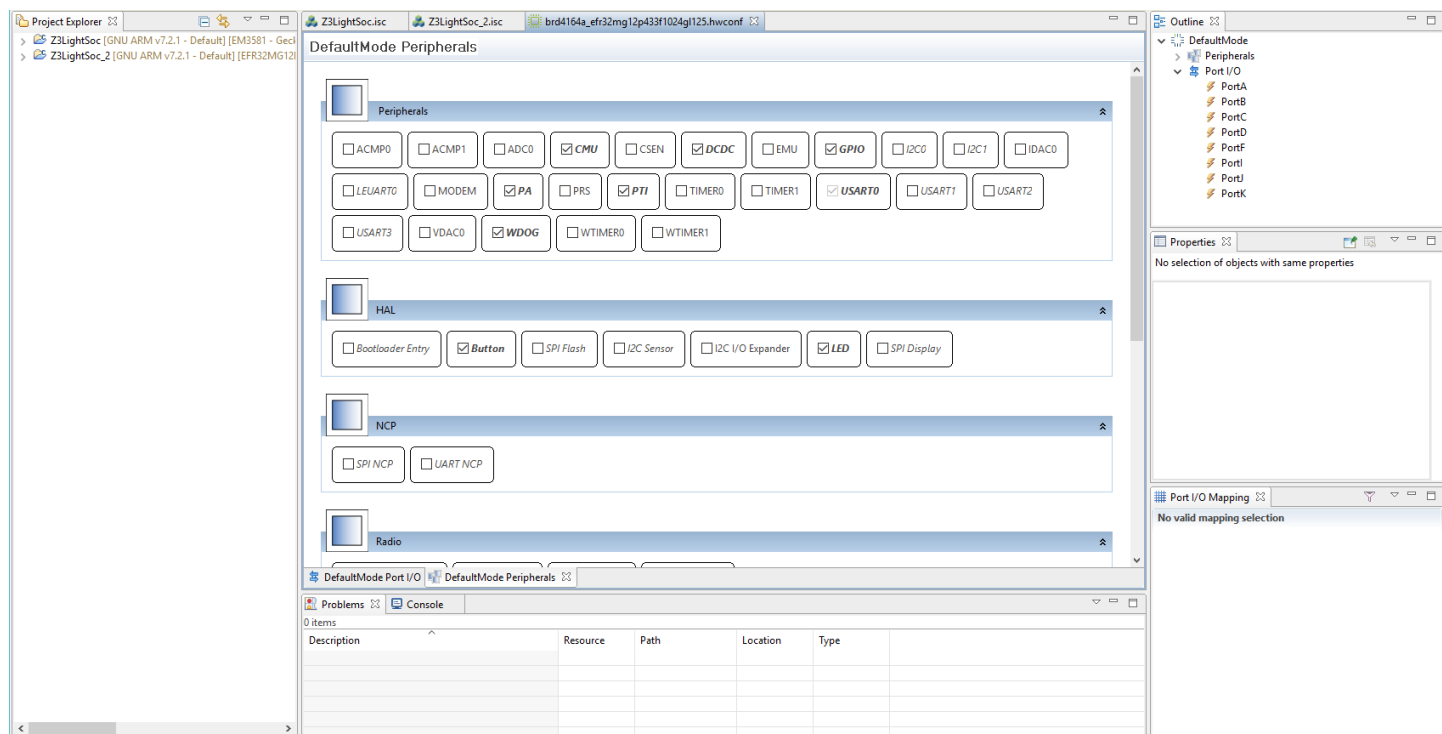 Project Explorer
Z3LightSoc [GNU ARM v7.2.1 - Default] [EM3581 - Geck
Z3LightSoc_2 [GNU ARM v7.2.1 - Default] [EFR32MG12
Z3LightSoc.isc
Z3LightSoc_2.isc
brd4164a_efr32mg12p433f1024gl125.hwconf
DefaultMode Peripherals
Peripherals
ACMP0 ACMP1 ADC0 CMU CSEN DCDC EMU GPIO I2C0 I2C1 IDAC0
LEUART0 MODEM PA PRS PTI TIMER0 TIMER1 USART0 USART1 USART2
USART3 VDAC0 WDOG WTIMER0 WTIMER1
HAL
Bootloader Entry Button SPI Flash I2C Sensor I2C I/O Expander LED SPI Display
NCP
SPI NCP UART NCP
Radio
DefaultMode Port I/O DefaultMode Peripherals
Problems Console
0 items
Description Resource Path Location Type
Outline
DefaultMode
Peripherals
Port I/O
PortA
PortB
PortC
PortD
PortF
PortI
PortJ
PortK
Properties
No selection of objects with same properties
Port I/O Mapping
No valid mapping selection